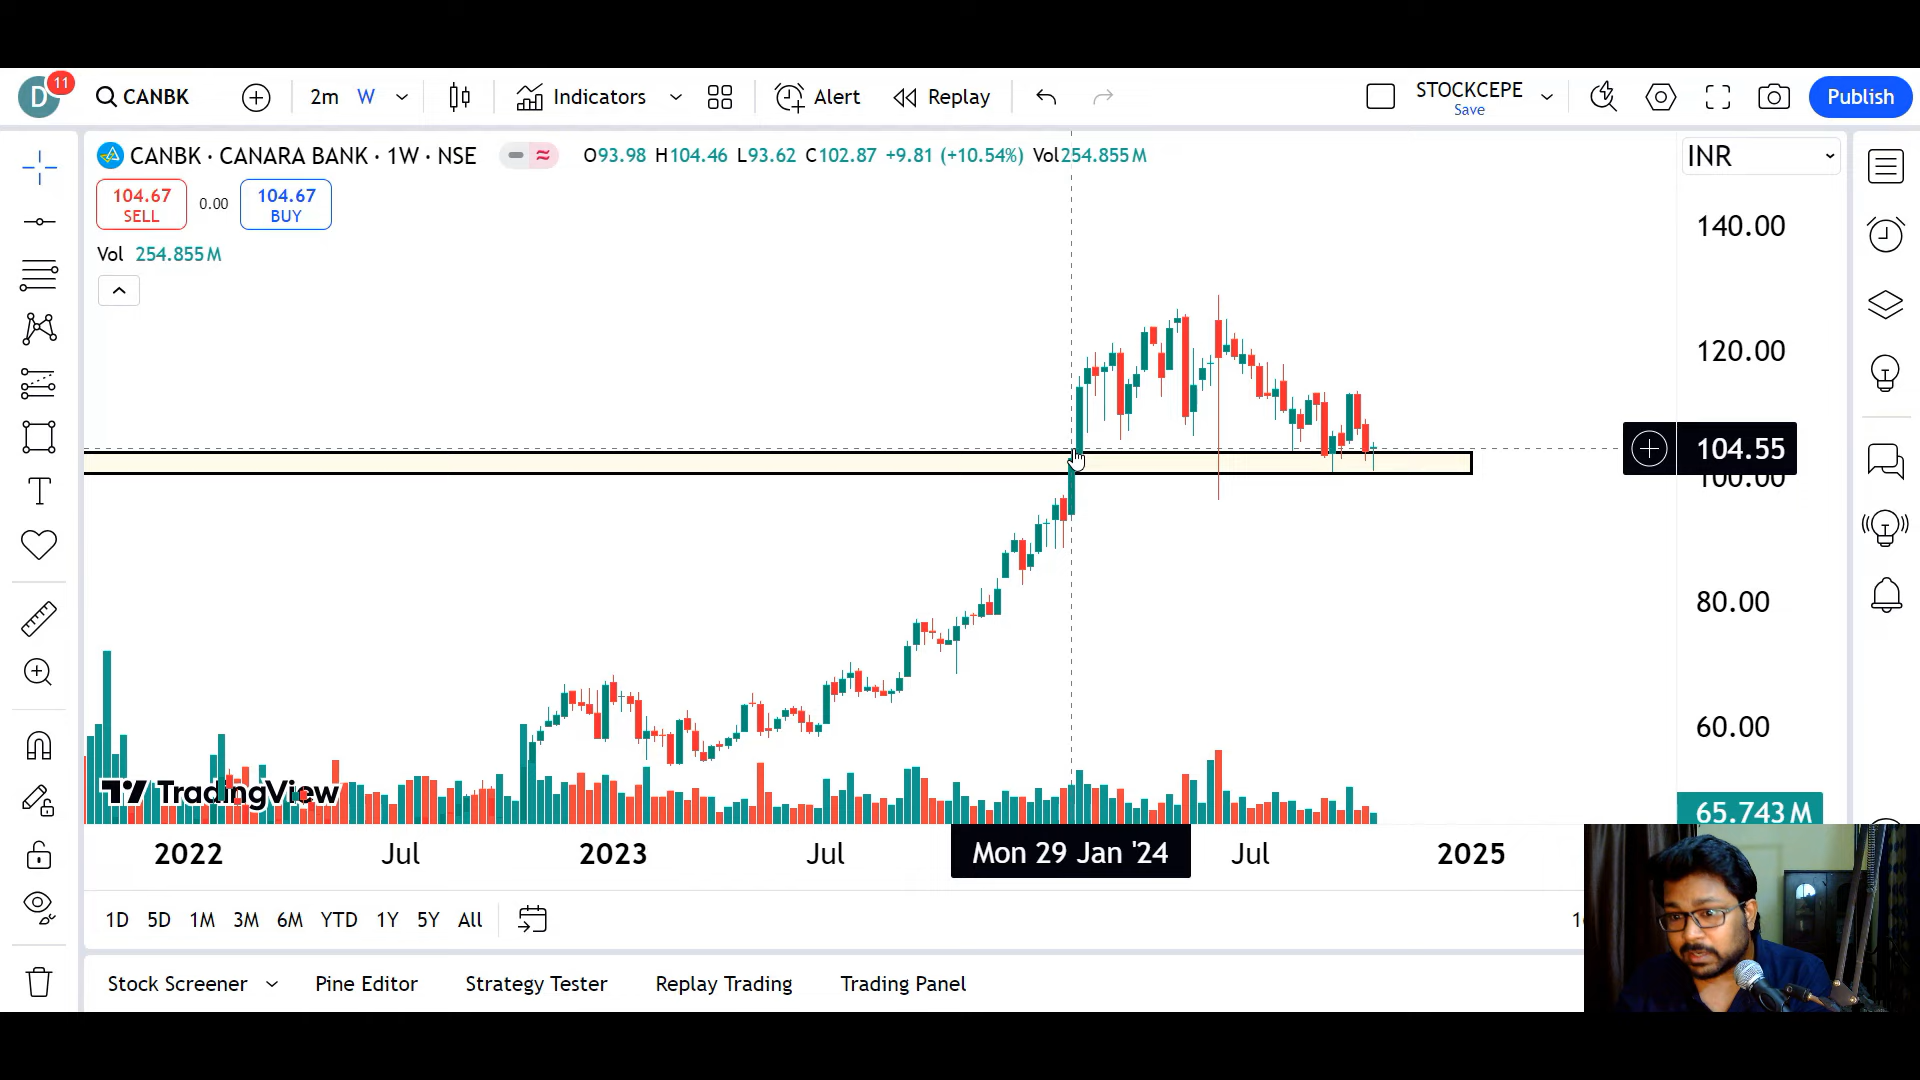 D 11 CANBK 2m W Indicators Alert Replay STOCKCEPE Save Publish
CANBK · CANARA BANK · 1W · NSE O93.98 H104.46 L93.62 C102.87 +9.81 (+10.54%) Vol254.855M INR
104.67 SELL 0.00 104.67 BUY
Vol 254.855M
140.00
120.00
104.55
100.00
80.00
60.00
65.743M
TradingView
2022 Jul 2023 Jul Mon 29 Jan '24 Jul 2025
1D 5D 1M 3M 6M YTD 1Y 5Y All
Stock Screener Pine Editor Strategy Tester Replay Trading Trading Panel